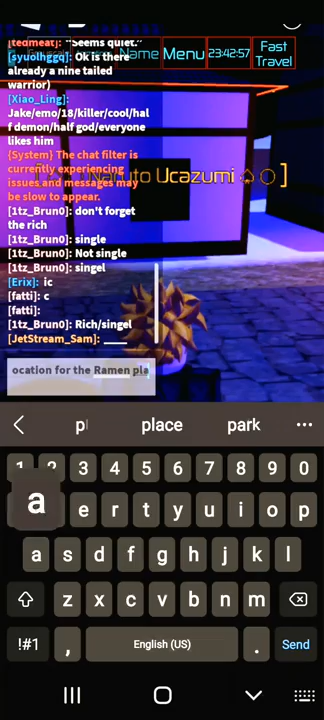 [tedmeat]: "Seems quiet."
Name Menu 23:42:57 Fast Travel
[syuolhggq]: Ok is there
already a nine tailed
warrior)
[Xiao_Ling]:
Jake/emo/18/killer/cool/hal
f demon/half god/everyone
likes him
{System} The chat filter is
currently experiencing
issues and messages may
be slow to appear.
Naruto Ucazumi ]
[1tz_Brun0]: don't forget
the rich
[1tz_Brun0]: single
[1tz_Brun0]: Not single
[1tz_Brun0]: singel
[Erix]: ic
[fatti]: c
[fatti]:
[1tz_Brun0]: Rich/singel
[JetStream_Sam]: ____
ocation for the Ramen pla
pl place park ...
1 2 3 4 5 6 7 8 9 0
a e r t y u i o p
a s d f g h j k l
z x c v b n m
!#1 , English (US) . Send